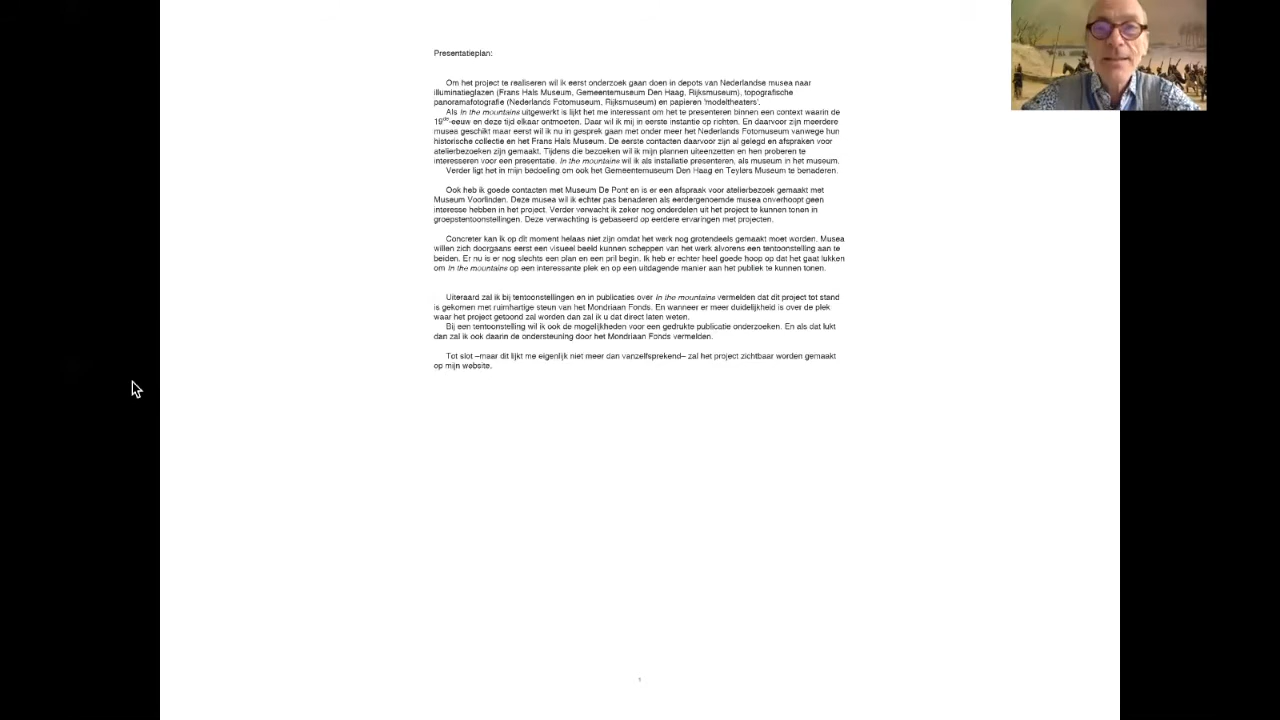 Presentatieplan:
Om het project te realiseren wil ik eerst onderzoek gaan doen in depots van Nederlandse musea naar
illuminatieglazen (Frans Hals Museum, Gemeentemuseum Den Haag, Rijksmuseum), topografische
panoramafotografie (Nederlands Fotomuseum, Rijksmuseum) en papieren 'modeltheaters'.
Als In the mountains uitgewerkt is lijkt het me interessant om het te presenteren binnen een context waarin de
19de-eeuw en deze tijd elkaar ontmoeten. Daar wil ik mij in eerste instantie op richten. En daarvoor zijn meerdere
musea geschikt maar eerst wil ik nu in gesprek gaan met onder meer het Nederlands Fotomuseum vanwege hun
historische collectie en het Frans Hals Museum. De eerste contacten daarvoor zijn al gelegd en afspraken voor
atelierbezoeken zijn gemaakt. Tijdens die bezoeken wil ik mijn plannen uiteenzetten en hen proberen te
interesseren voor een presentatie. In the mountains wil ik als installatie presenteren, als museum in het museum.
Verder ligt het in mijn bedoeling om ook het Gemeentemuseum Den Haag en Teylers Museum te benaderen.
Ook heb ik goede contacten met Museum De Pont en is er een afspraak voor atelierbezoek gemaakt met
Museum Voorlinden. Deze musea wil ik echter pas benaderen als eerdergenoemde musea onverhoopt geen
interesse hebben in het project. Verder verwacht ik zeker nog onderdelen uit het project te kunnen tonen in
groepstentoonstellingen. Deze verwachting is gebaseerd op eerdere ervaringen met projecten.
Concreter kan ik op dit moment helaas niet zijn omdat het werk nog grotendeels gemaakt moet worden. Musea
willen zich doorgaans eerst een visueel beeld kunnen scheppen van het werk alvorens een tentoonstelling aan te
beiden. Er nu is er nog slechts een plan en een pril begin. Ik heb er echter heel goede hoop op dat het gaat lukken
om In the mountains op een interessante plek en op een uitdagende manier aan het publiek te kunnen tonen.
Uiteraard zal ik bij tentoonstellingen en in publicaties over In the mountains vermelden dat dit project tot stand
is gekomen met ruimhartige steun van het Mondriaan Fonds. En wanneer er meer duidelijkheid is over de plek
waar het project getoond zal worden dan zal ik u dat direct laten weten.
Bij een tentoonstelling wil ik ook de mogelijkheden voor een gedrukte publicatie onderzoeken. En als dat lukt
dan zal ik ook daarin de ondersteuning door het Mondriaan Fonds vermelden.
Tot slot –maar dit lijkt me eigenlijk niet meer dan vanzelfsprekend– zal het project zichtbaar worden gemaakt
op mijn website.
1